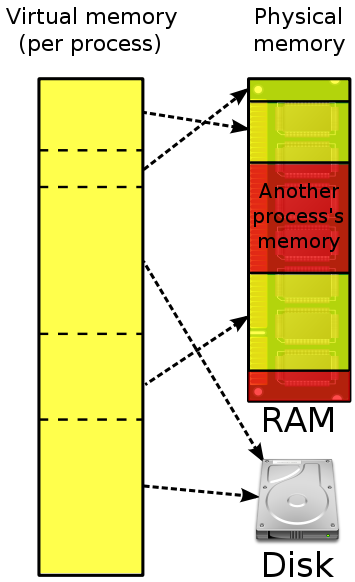 Virtual memory
(per process)
Physical
memory
Another
process's
memory
RAM
Disk